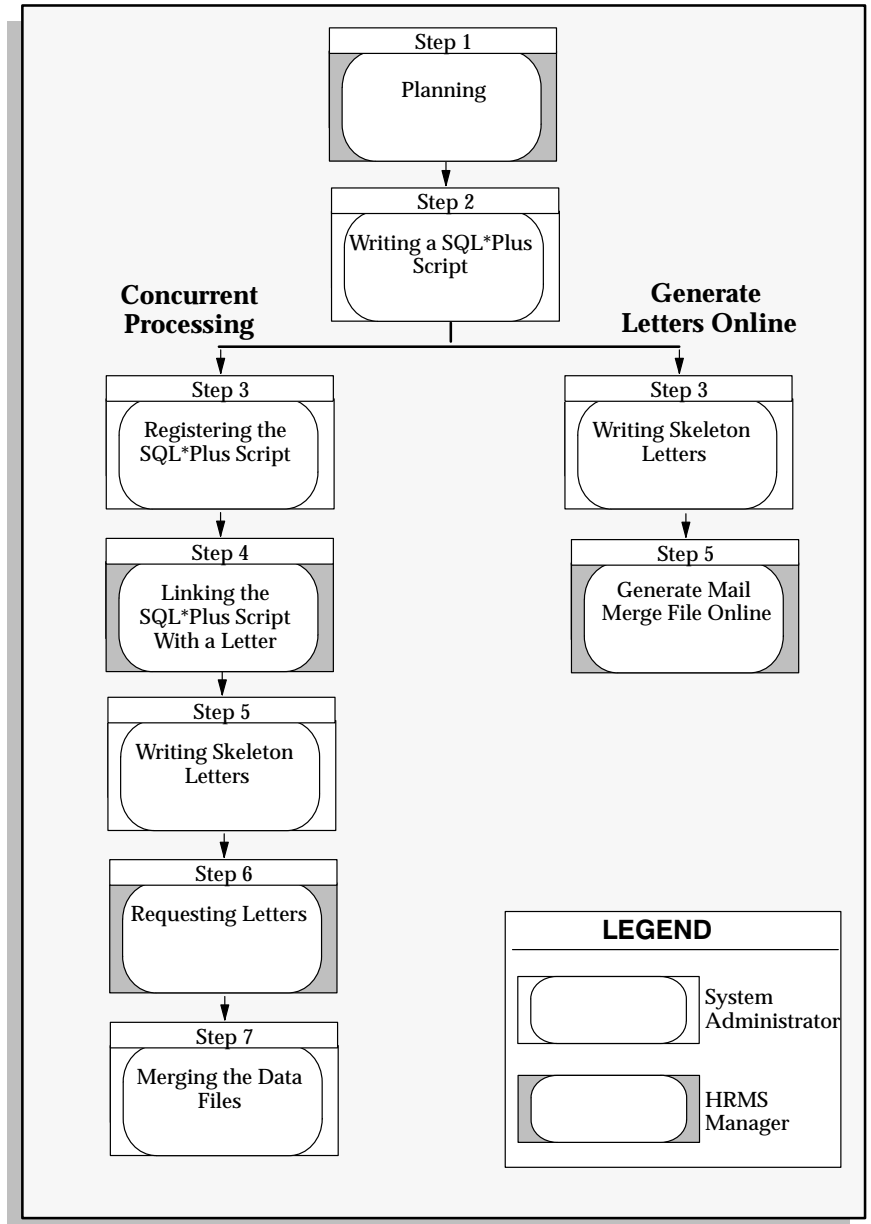 Step 1
Planning
Step 2
Writing a SQL*Plus
Script
Concurrent
Processing
Generate
Letters Online
Step 3
Registering the
SQL*Plus Script
Step 4
Linking the
SQL*Plus Script
With a Letter
Step 5
Writing Skeleton
Letters
Step 6
Requesting Letters
Step 7
Merging the Data
Files
Step 3
Writing Skeleton
Letters
Step 5
Generate Mail
Merge File Online
LEGEND
System
Administrator
HRMS
Manager